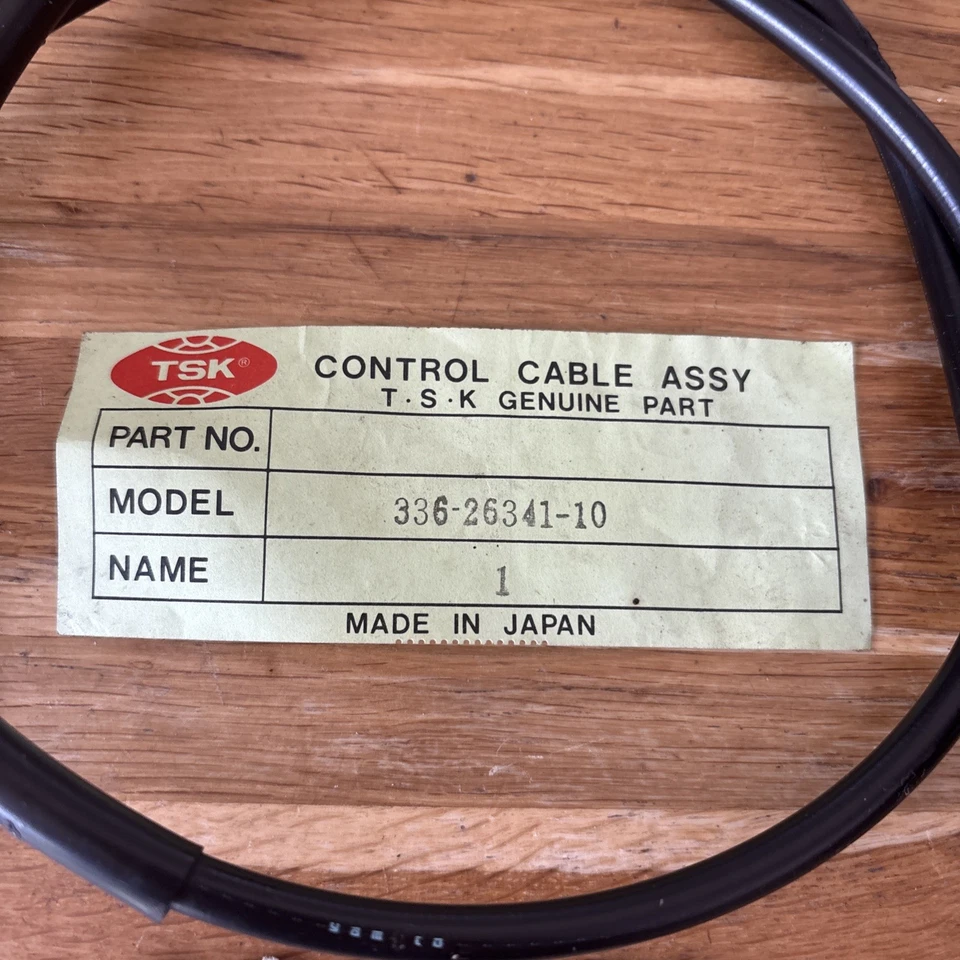 TSK®
CONTROL CABLE ASSY
T·S·K GENUINE PART
PART NO.
MODEL 336-26341-10
NAME 1
MADE IN JAPAN